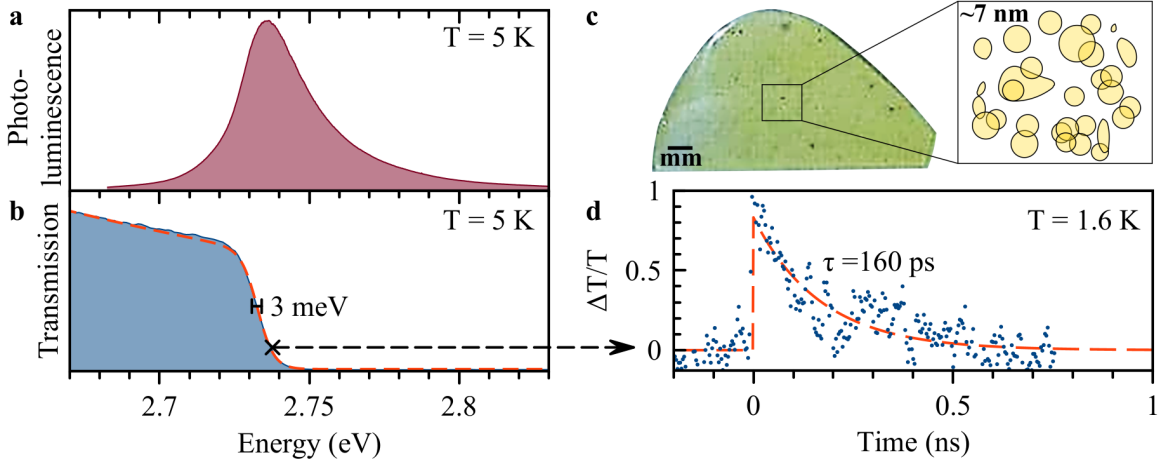 a
T = 5 K
Photo-
luminescence
b
T = 5 K
Transmission
3 meV
2.7
2.75
2.8
Energy (eV)
c
~7 nm
mm
d
T = 1.6 K
τ =160 ps
1
0.5
0
ΔT/T
0
0.5
1
Time (ns)